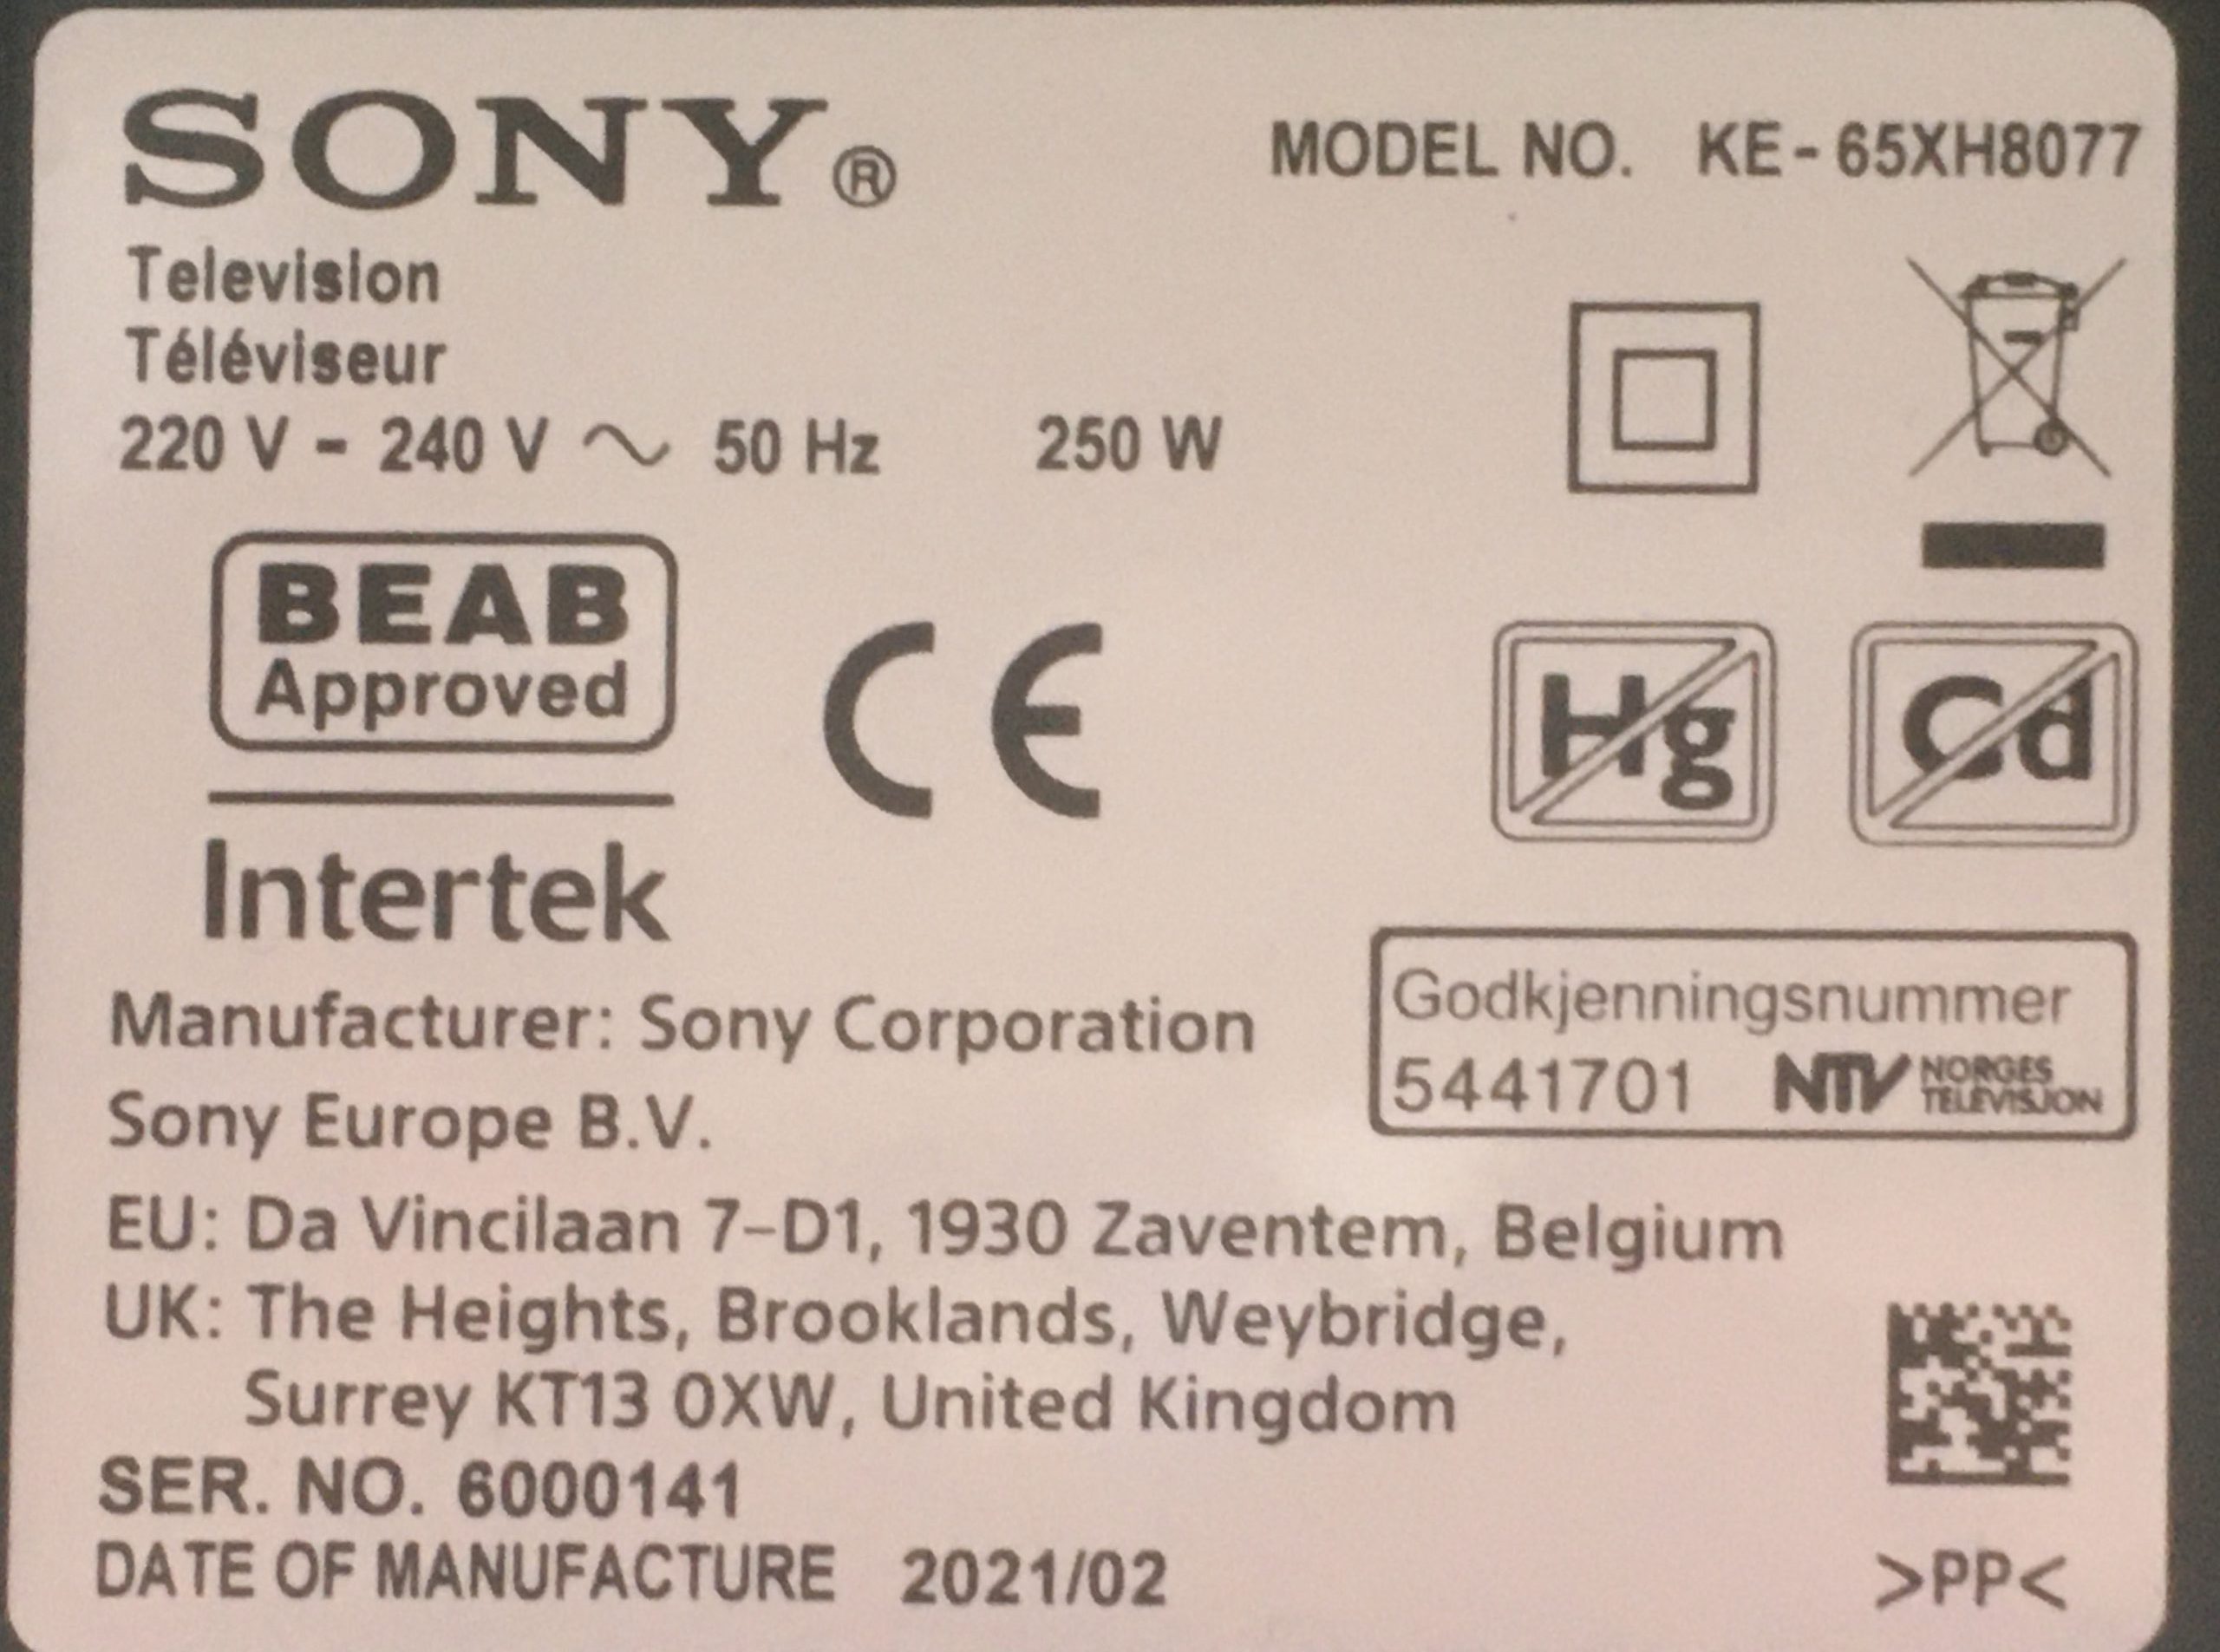 SONY®
MODEL NO. KE-65XH8077
Television
Téléviseur
220 V - 240 V ~ 50 Hz 250 W
BEAB
Approved
Intertek
CE
Hg
Cd
Manufacturer: Sony Corporation
Sony Europe B.V.
Godkjenningsnummer
5441701 NTV NORGES
TELEVISJON
EU: Da Vincilaan 7–D1, 1930 Zaventem, Belgium
UK: The Heights, Brooklands, Weybridge,
Surrey KT13 0XW, United Kingdom
SER. NO. 6000141
DATE OF MANUFACTURE 2021/02
>PP<